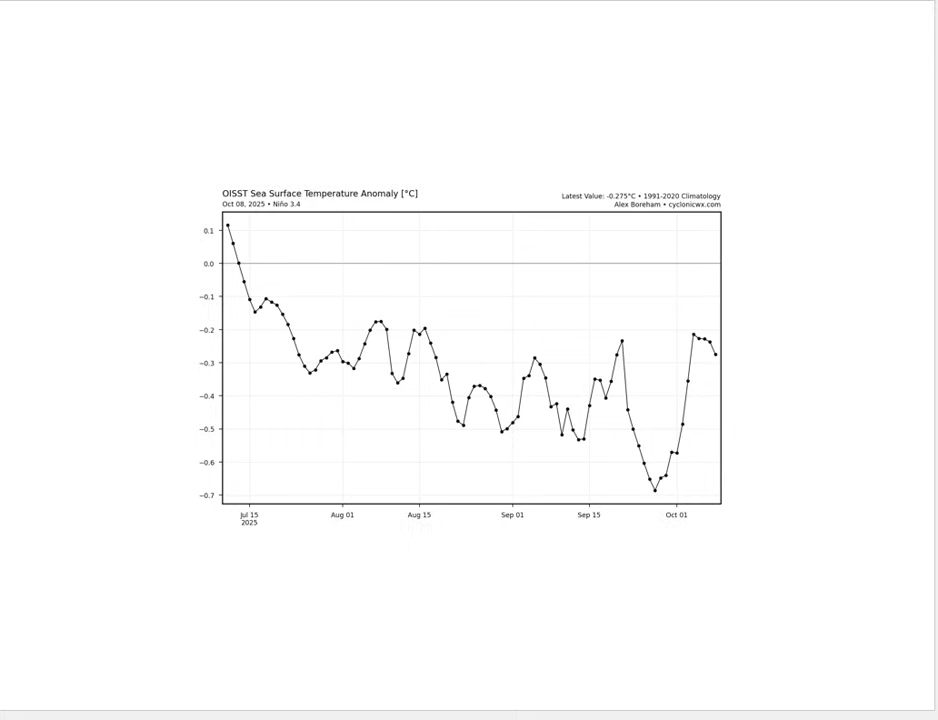 OISST Sea Surface Temperature Anomaly [°C]
Oct 08, 2025 • Niño 3.4
Latest Value: -0.275°C • 1991-2020 Climatology
Alex Boreham • cyclonicwx.com
0.1
0.0
−0.1
−0.2
−0.3
−0.4
−0.5
−0.6
−0.7
Jul 15 Aug 01 Aug 15 Sep 01 Sep 15 Oct 01
2025